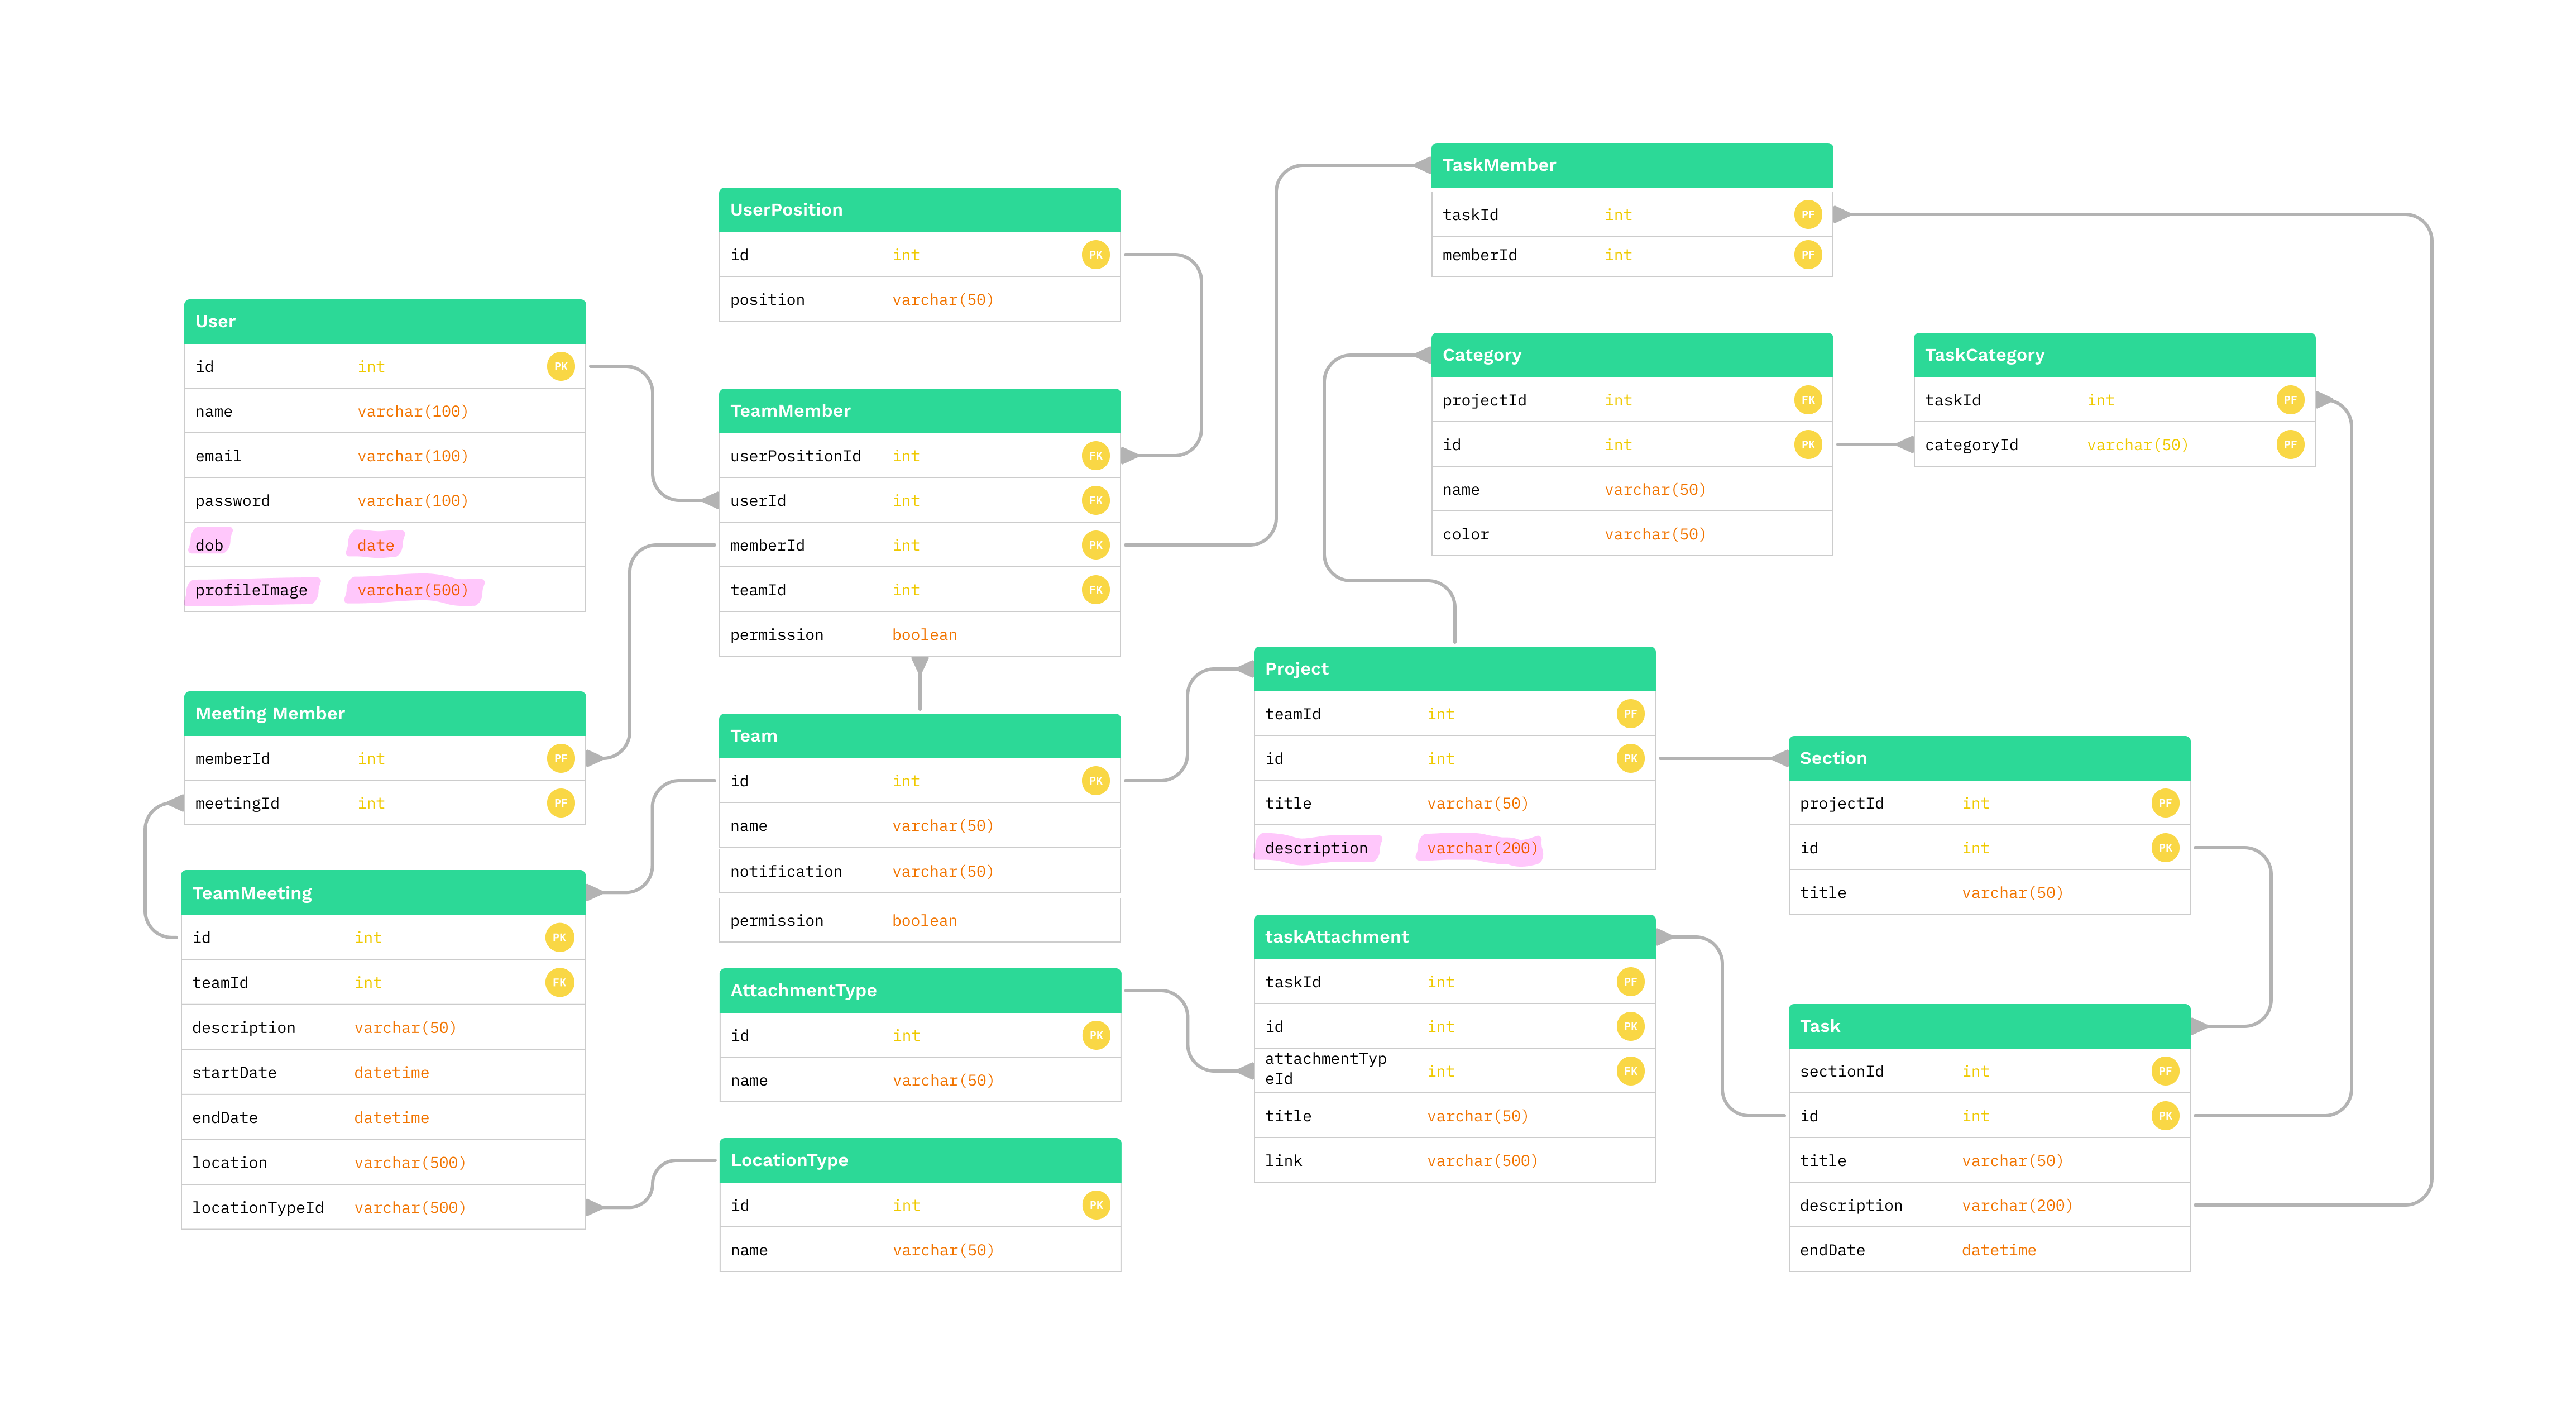 User
id int PK
name varchar(100)
email varchar(100)
password varchar(100)
dob date
profileImage varchar(500)
Meeting Member
memberId int PF
meetingId int PF
TeamMeeting
id int PK
teamId int FK
description varchar(50)
startDate datetime
endDate datetime
location varchar(500)
locationTypeId varchar(500)
UserPosition
id int PK
position varchar(50)
TeamMember
userPositionId int FK
userId int FK
memberId int PK
teamId int FK
permission boolean
Team
id int PK
name varchar(50)
notification varchar(50)
permission boolean
AttachmentType
id int PK
name varchar(50)
LocationType
id int PK
name varchar(50)
TaskMember
taskId int PF
memberId int PF
Category
projectId int FK
id int PK
name varchar(50)
color varchar(50)
TaskCategory
taskId int PF
categoryId varchar(50) PF
Project
teamId int PF
id int PK
title varchar(50)
description varchar(200)
taskAttachment
taskId int PF
id int PK
attachmentTyp
eId int FK
title varchar(50)
link varchar(500)
Section
projectId int PF
id int PK
title varchar(50)
Task
sectionId int PF
id int PK
title varchar(50)
description varchar(200)
endDate datetime